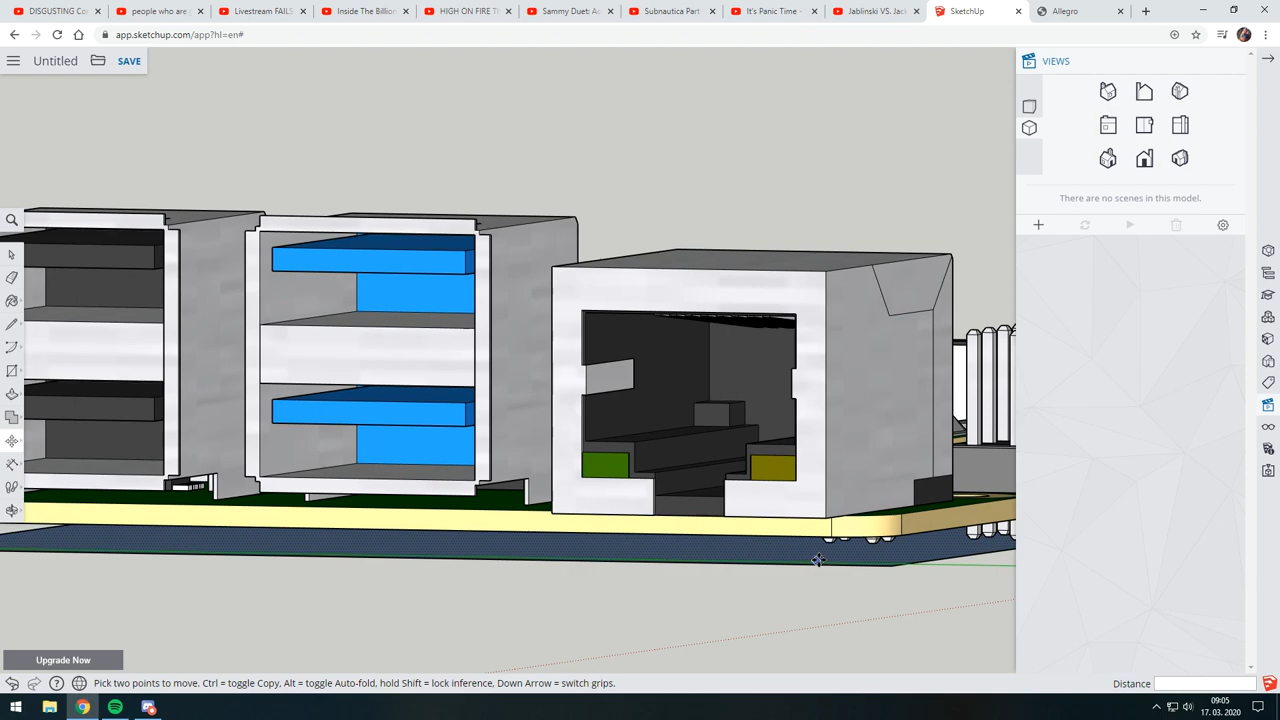 DISGUSTING Co
people who are g
Livestream FAILS
Inside The Billion
HIGH ON FIRE Th
Sammy Duet: Ac
Subnautica Part
It's Panic Time -
Jablinski VS. Jack
SketchUp
Allegro
app.sketchup.com/app?hl=en#
Untitled
SAVE
VIEWS
There are no scenes in this model.
Upgrade Now
Pick two points to move. Ctrl = toggle Copy, Alt = toggle Auto-fold, hold Shift = lock inference, Down Arrow = switch grips.
Distance
09:05
17. 03. 2020